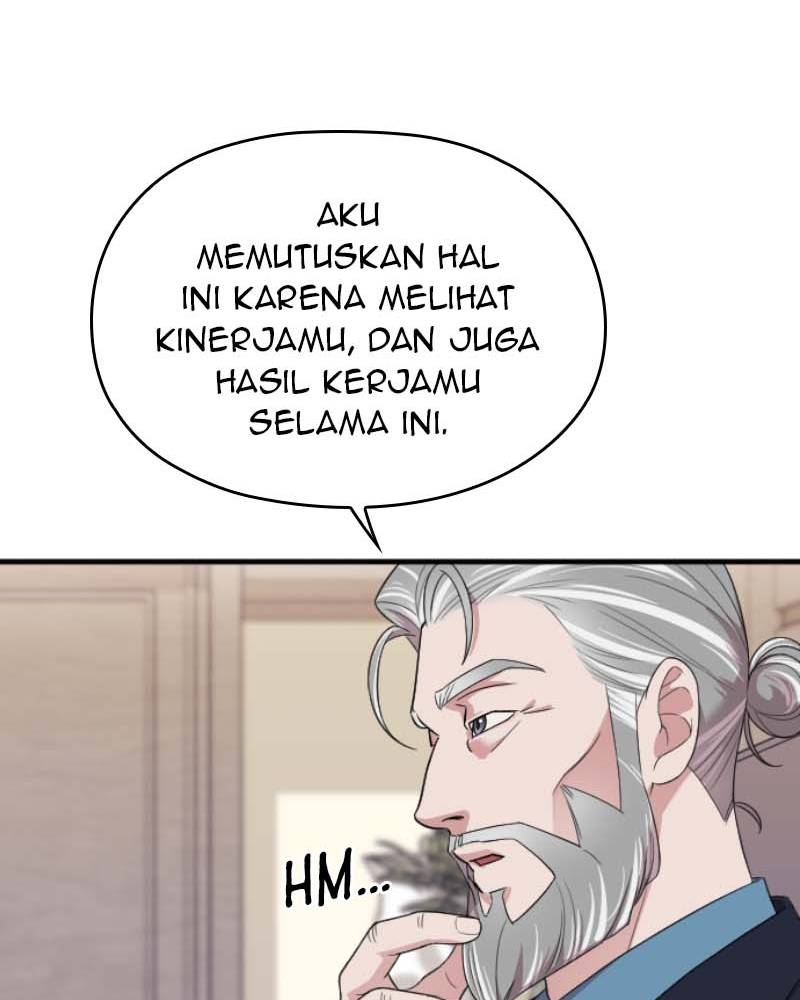 AKU
MEMUTUSKAN HAL
INI KARENA MELIHAT
KINERJAMU, DAN JUGA
HASIL KERJAMU
SELAMA INI.
HM...